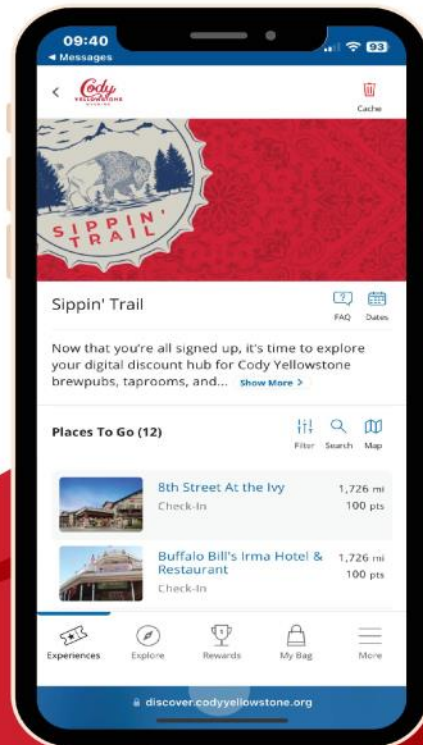 09:40
◀ Messages
93
Cody
YELLOWSTONE
Cache
SIPPIN'
TRAIL
Sippin' Trail
FAQ
Dates
Now that you're all signed up, it's time to explore
your digital discount hub for Cody Yellowstone
brewpubs, taprooms, and... Show More >
Places To Go (12)
Filter
Search
Map
8th Street At the Ivy
1,726 mi
Check-In
100 pts
Buffalo Bill's Irma Hotel &
1,726 mi
Restaurant
100 pts
Check-In
Experiences
Explore
Rewards
My Bag
More
discover.codyyellowstone.org